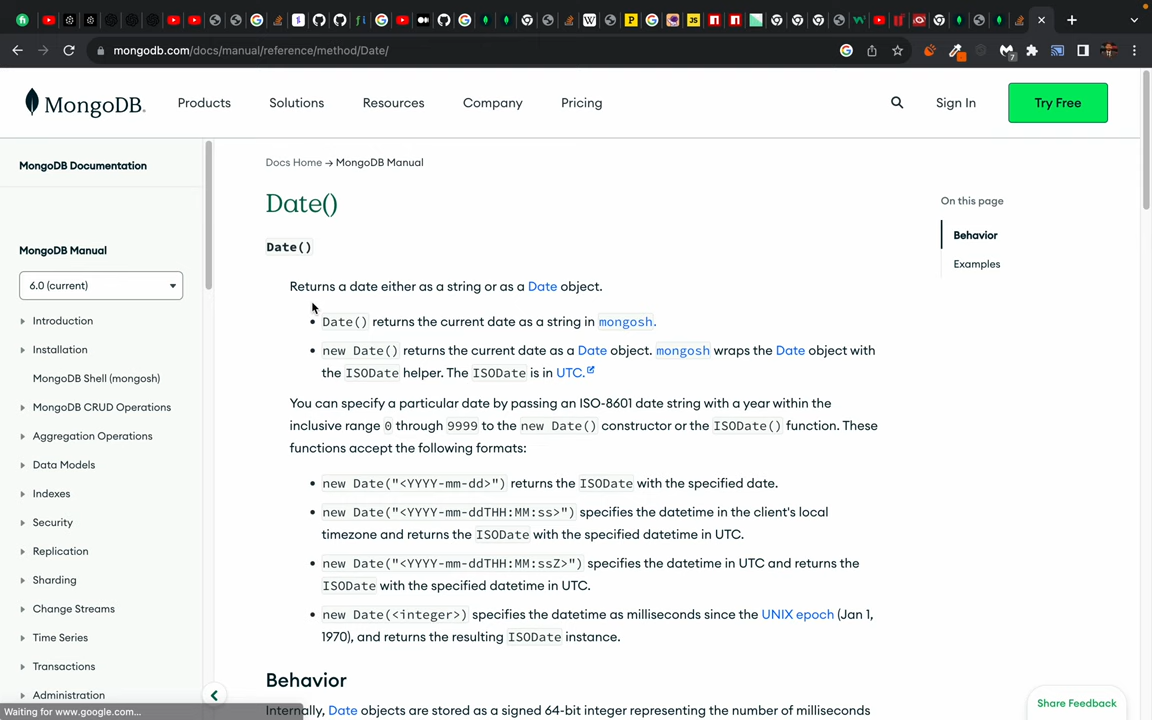 mongodb.com/docs/manual/reference/method/Date/
7
MongoDB.
Products
Solutions
Resources
Company
Pricing
Sign In
Try Free
MongoDB Documentation
MongoDB Manual
6.0 (current)
Introduction
Installation
MongoDB Shell (mongosh)
MongoDB CRUD Operations
Aggregation Operations
Data Models
Indexes
Security
Replication
Sharding
Change Streams
Time Series
Transactions
Administration
Waiting for www.google.com...
Docs Home → MongoDB Manual
Date()
Date()
Returns a date either as a string or as a Date object.
• Date() returns the current date as a string in mongosh.
• new Date() returns the current date as a Date object. mongosh wraps the Date object with
the ISODate helper. The ISODate is in UTC.
You can specify a particular date by passing an ISO-8601 date string with a year within the
inclusive range 0 through 9999 to the new Date() constructor or the ISODate() function. These
functions accept the following formats:
• new Date("<YYYY-mm-dd>") returns the ISODate with the specified date.
• new Date("<YYYY-mm-ddTHH:MM:ss>") specifies the datetime in the client's local
timezone and returns the ISODate with the specified datetime in UTC.
• new Date("<YYYY-mm-ddTHH:MM:ssZ>") specifies the datetime in UTC and returns the
ISODate with the specified datetime in UTC.
• new Date(<integer>) specifies the datetime as milliseconds since the UNIX epoch (Jan 1,
1970), and returns the resulting ISODate instance.
Behavior
Internally, Date objects are stored as a signed 64-bit integer representing the number of milliseconds
On this page
Behavior
Examples
Share Feedback